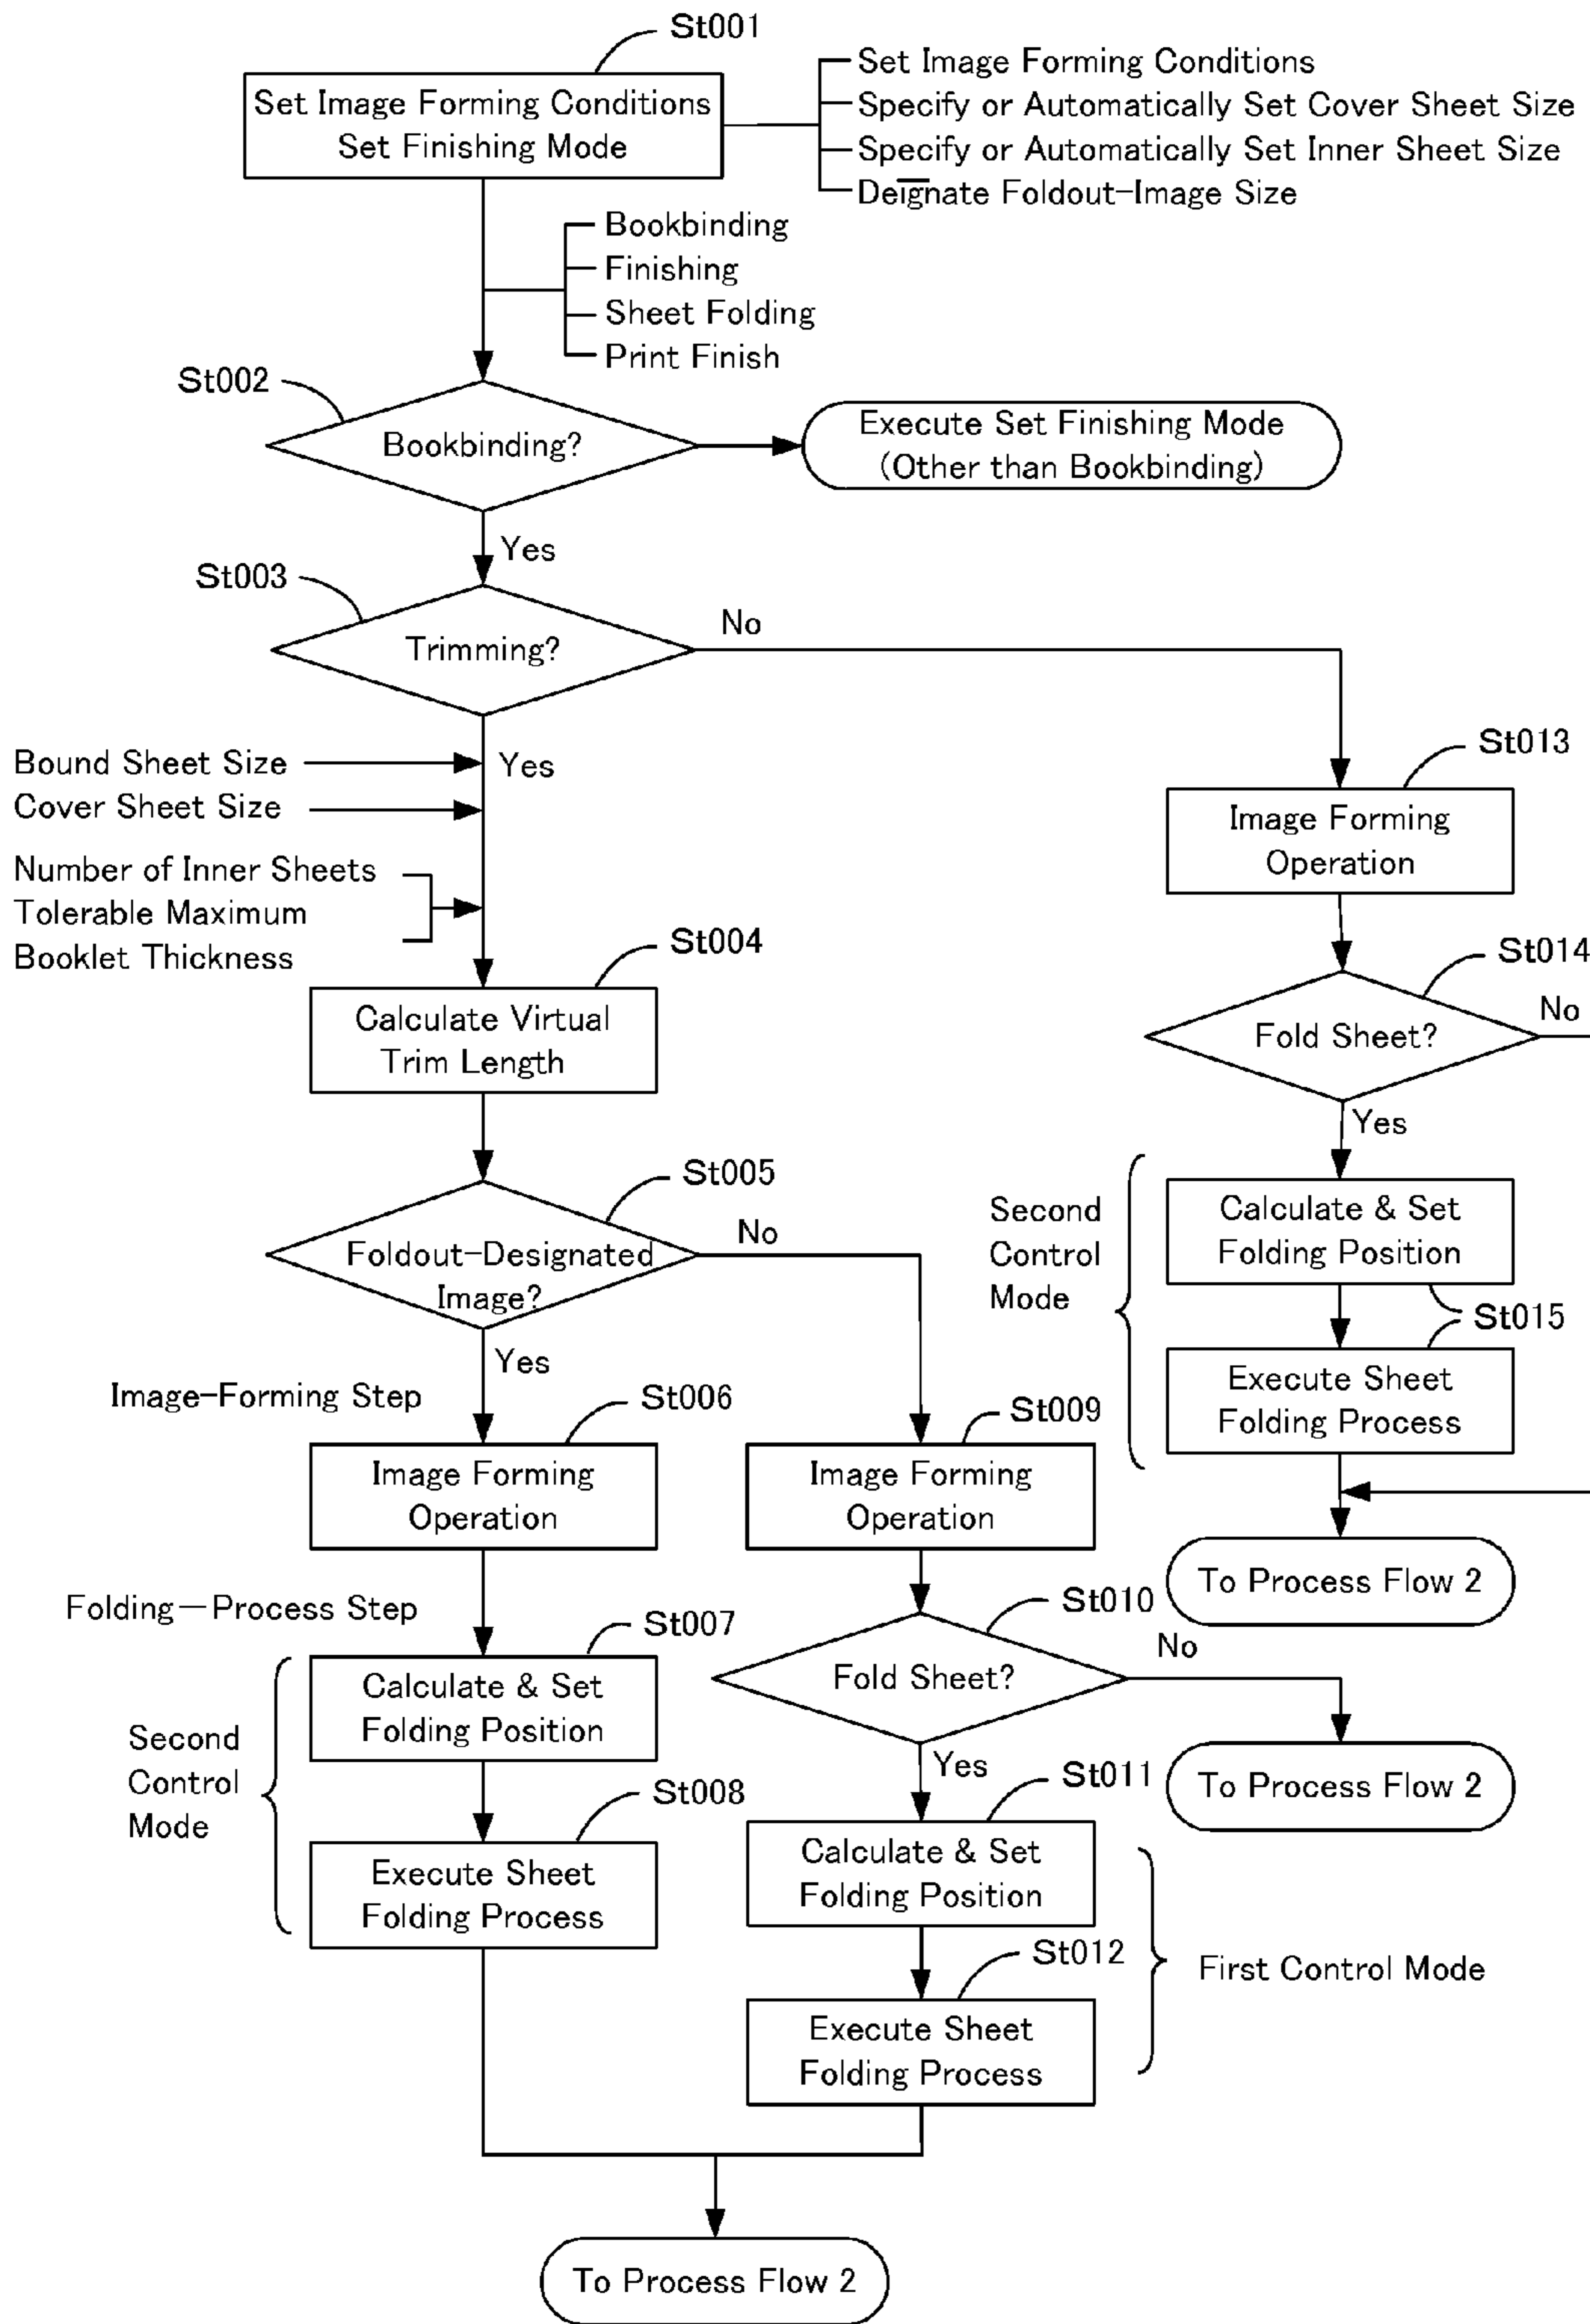 St001
Set Image Forming Conditions
Set Finishing Mode
Set Image Forming Conditions
Specify or Automatically Set Cover Sheet Size
Specify or Automatically Set Inner Sheet Size
Deignate Foldout-Image Size
Bookbinding
Finishing
Sheet Folding
Print Finish
St002
Bookbinding?
Execute Set Finishing Mode
(Other than Bookbinding)
Yes
St003
Trimming?
No
Bound Sheet Size
Yes
Cover Sheet Size
Number of Inner Sheets
Tolerable Maximum
Booklet Thickness
St004
Calculate Virtual
Trim Length
St005
Foldout-Designated
Image?
No
Yes
Image-Forming Step
St006
Image Forming
Operation
Folding-Process Step
St007
Calculate & Set
Folding Position
Second
Control
Mode
St008
Execute Sheet
Folding Process
St009
Image Forming
Operation
St010
Fold Sheet?
No
To Process Flow 2
Yes
St011
Calculate & Set
Folding Position
St012
Execute Sheet
Folding Process
First Control Mode
St013
Image Forming
Operation
St014
Fold Sheet?
No
Yes
Second
Control
Mode
Calculate & Set
Folding Position
St015
Execute Sheet
Folding Process
To Process Flow 2
To Process Flow 2